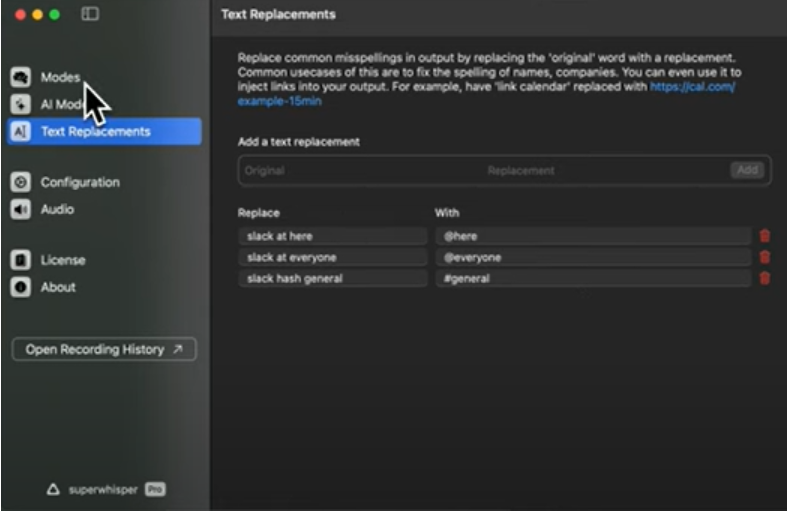 Text Replacements
Modes
AI
Text Replacements
Configuration
Audio
License
About
Open Recording History
superwhisper Pro
Replace common misspellings in output by replacing the 'original' word with a replacement.
Common usecases of this are to fix the spelling of names, companies. You can even use it to
inject links into your output. For example, have 'link calendar' replaced with https://cal.com/
example-15min
Add a text replacement
Original Replacement Add
Replace With
slack at here @here
slack at everyone @everyone
slack hash general #general